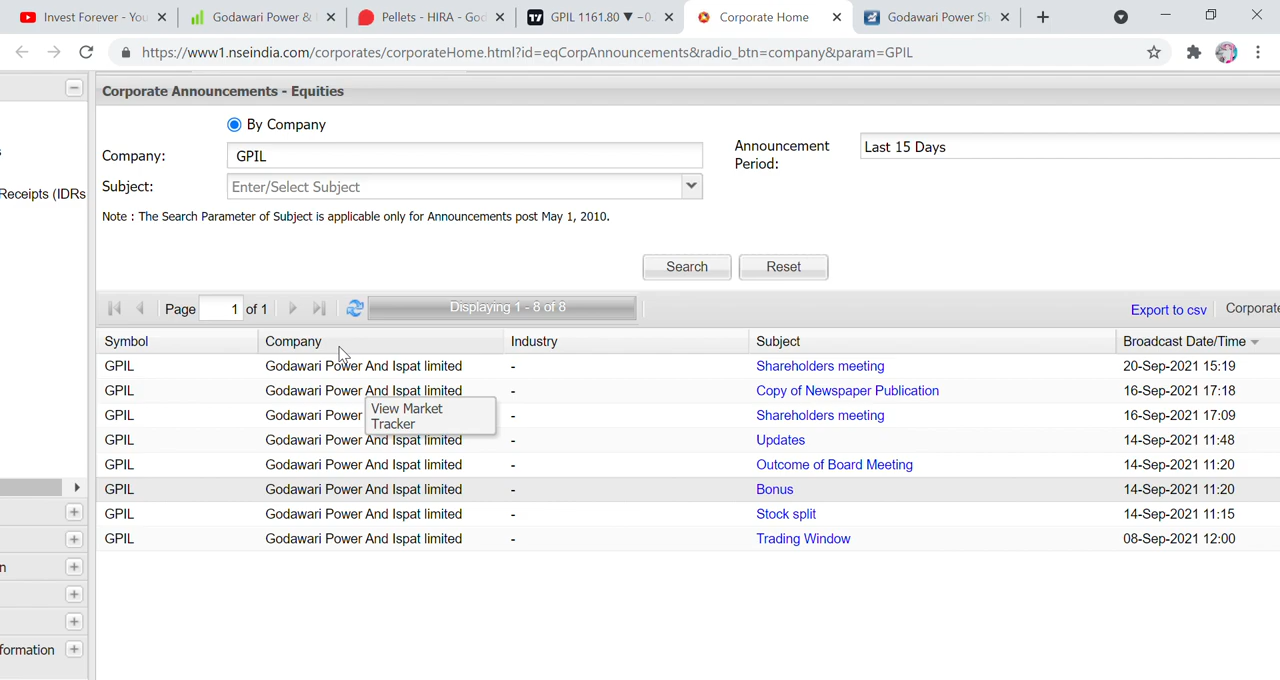 Invest Forever - You
Godawari Power &
Pellets - HIRA - God
GPIL 1161.80 ▼ −0.
Corporate Home
Godawari Power Sh
https://www1.nseindia.com/corporates/corporateHome.html?id=eqCorpAnnouncements&radio_btn=company&param=GPIL
Receipts (IDRs
n
formation
Corporate Announcements - Equities
By Company
Company: GPIL
Announcement Period: Last 15 Days
Subject: Enter/Select Subject
Note : The Search Parameter of Subject is applicable only for Announcements post May 1, 2010.
Search Reset
Page 1 of 1 Displaying 1 - 8 of 8 Export to csv Corporate
Symbol Company Industry Subject Broadcast Date/Time
GPIL Godawari Power And Ispat limited - Shareholders meeting 20-Sep-2021 15:19
GPIL Godawari Power And Ispat limited - Copy of Newspaper Publication 16-Sep-2021 17:18
GPIL Godawari Power - Shareholders meeting 16-Sep-2021 17:09
View Market
Tracker
GPIL Godawari Power And Ispat limited - Updates 14-Sep-2021 11:48
GPIL Godawari Power And Ispat limited - Outcome of Board Meeting 14-Sep-2021 11:20
GPIL Godawari Power And Ispat limited - Bonus 14-Sep-2021 11:20
GPIL Godawari Power And Ispat limited - Stock split 14-Sep-2021 11:15
GPIL Godawari Power And Ispat limited - Trading Window 08-Sep-2021 12:00